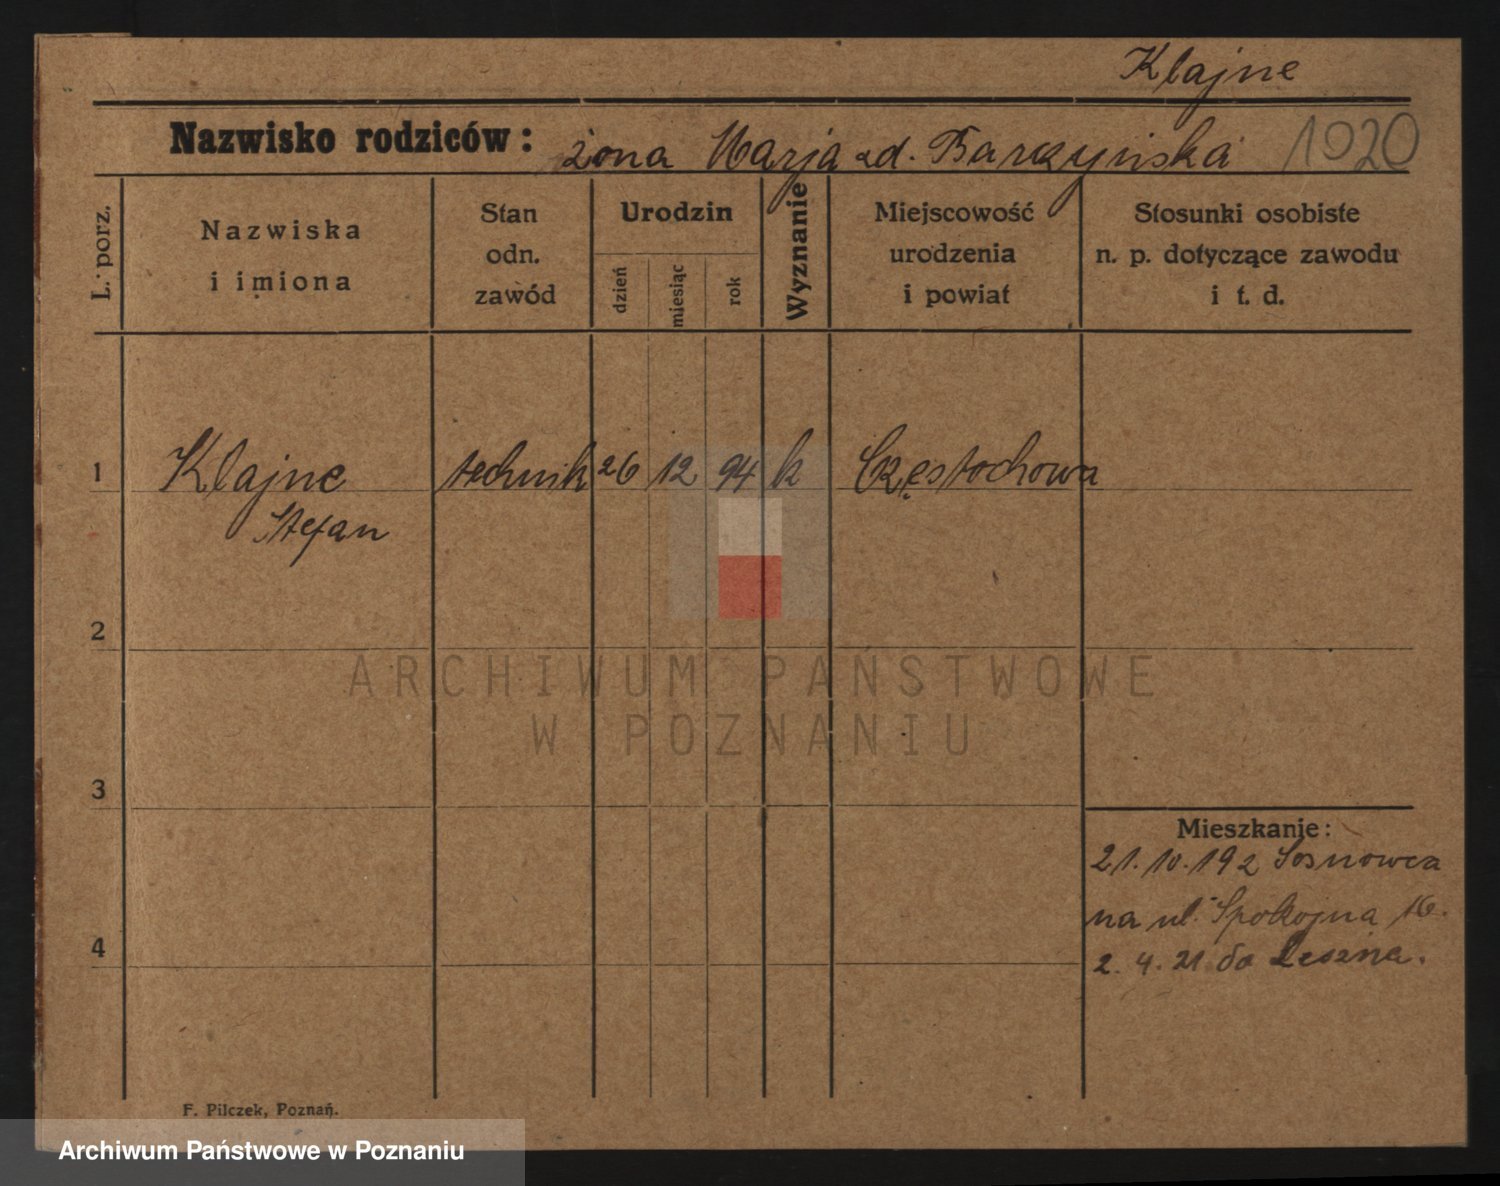 Klajne
Nazwisko rodziców: żona Marja zd. Barczyńska 1920
L. porz.
Nazwiska
i imiona
Stan
odn.
zawód
Urodzin
dzień
miesiąc
rok
Wyznanie
Miejscowość
urodzenia
i powiat
Stosunki osobiste
n. p. dotyczące zawodu
i t. d.
1 Klajne technik 26 12 94 k Częstochowa
Stefan
2
ARCHIWUM PAŃSTWOWE
W POZNANIU
3
Mieszkanie:
21.10.192 Sosnowca
na ul. Spokojna 16.
4
2. 4. 21 do Leszna.
F. Pilczek, Poznań.
Archiwum Państwowe w Poznaniu